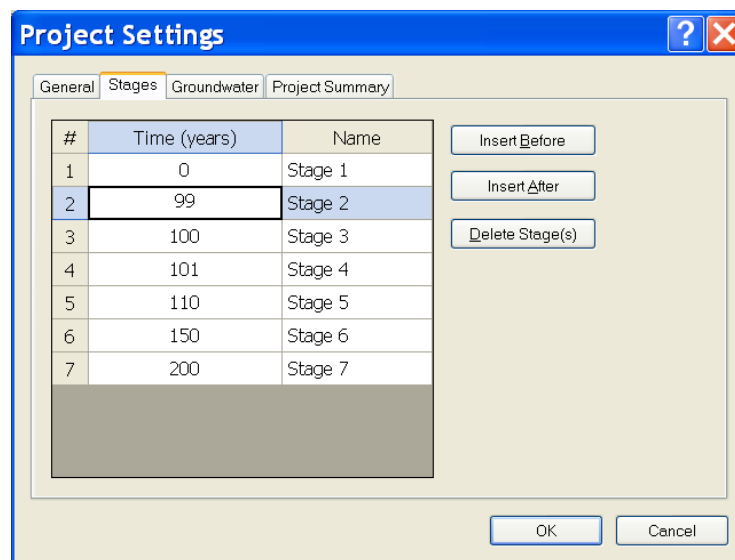 Project Settings
?
General Stages Groundwater Project Summary
# Time (years) Name
1 0 Stage 1
2 99 Stage 2
3 100 Stage 3
4 101 Stage 4
5 110 Stage 5
6 150 Stage 6
7 200 Stage 7
Insert Before
Insert After
Delete Stage(s)
OK Cancel